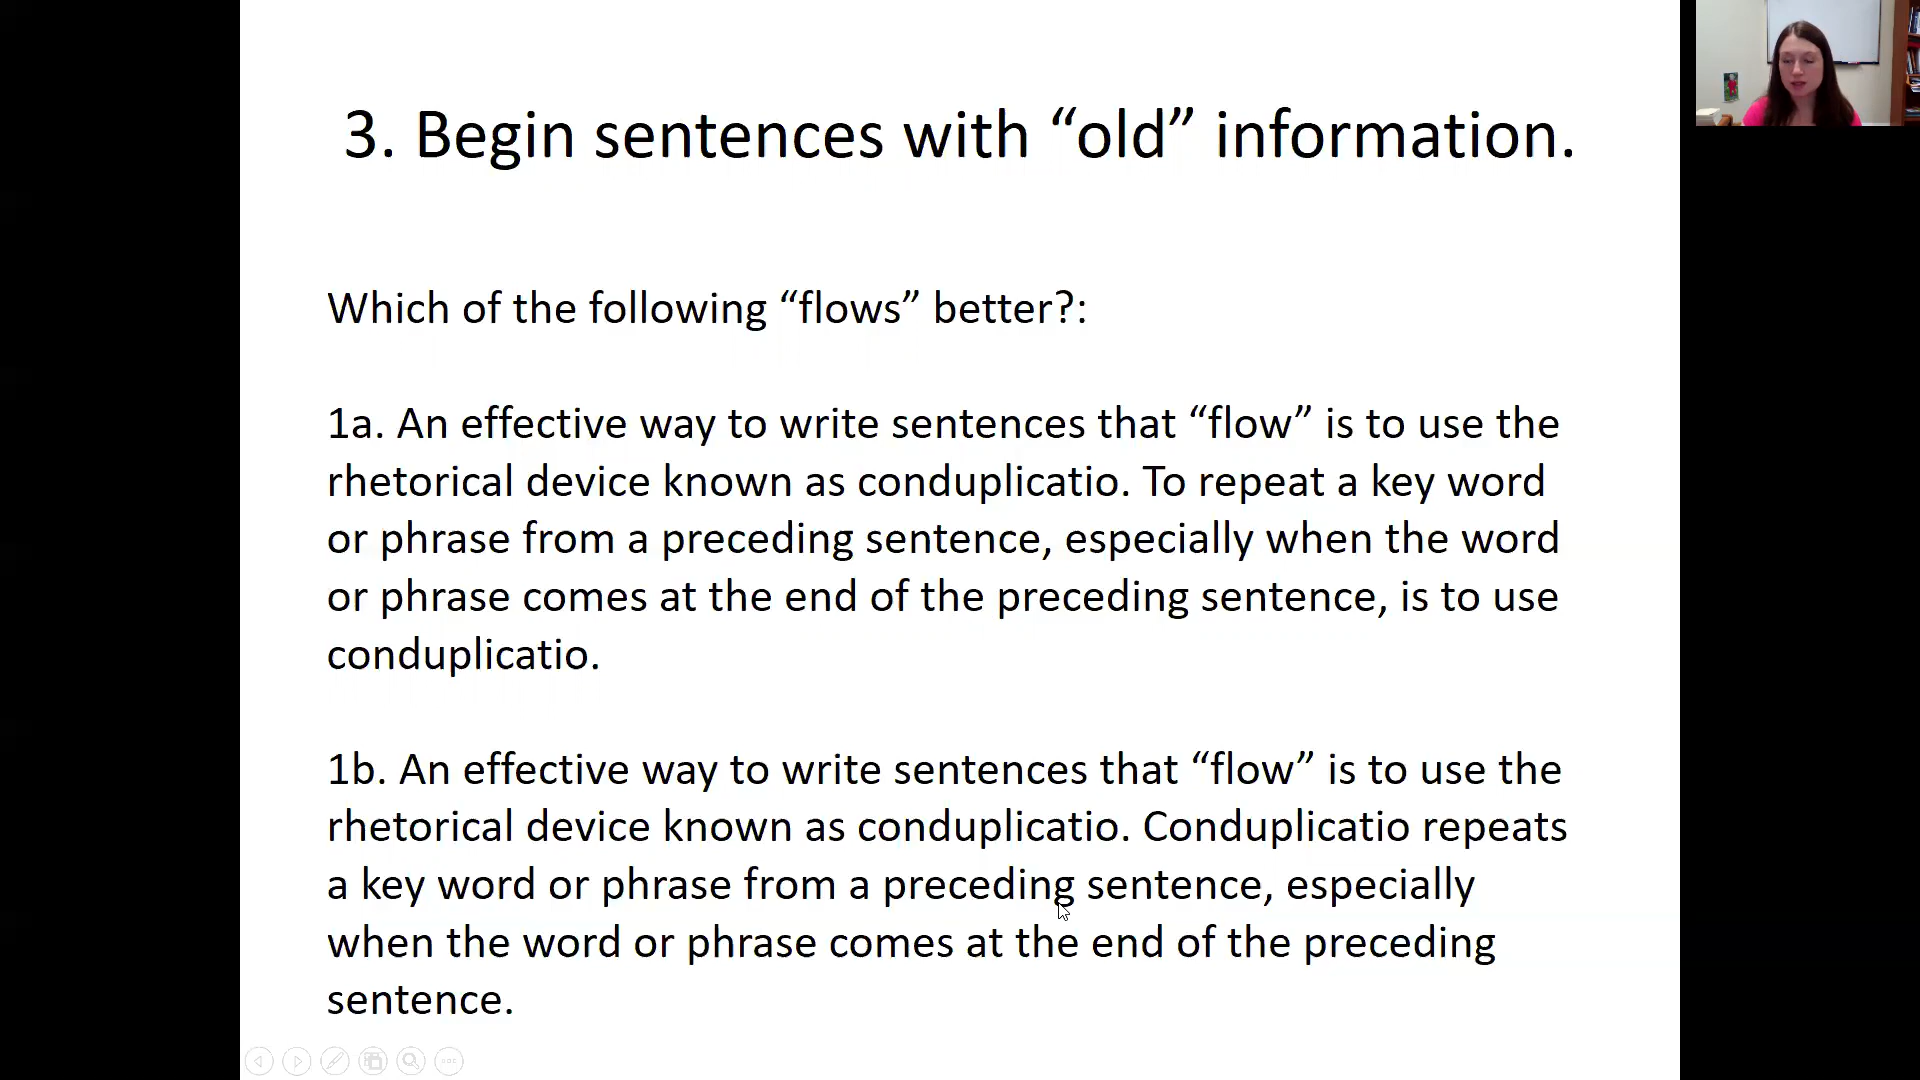 3. Begin sentences with “old” information.
Which of the following “flows” better?:
1a. An effective way to write sentences that “flow” is to use the
rhetorical device known as conduplicatio. To repeat a key word
or phrase from a preceding sentence, especially when the word
or phrase comes at the end of the preceding sentence, is to use
conduplicatio.
1b. An effective way to write sentences that “flow” is to use the
rhetorical device known as conduplicatio. Conduplicatio repeats
a key word or phrase from a preceding sentence, especially
when the word or phrase comes at the end of the preceding
sentence.